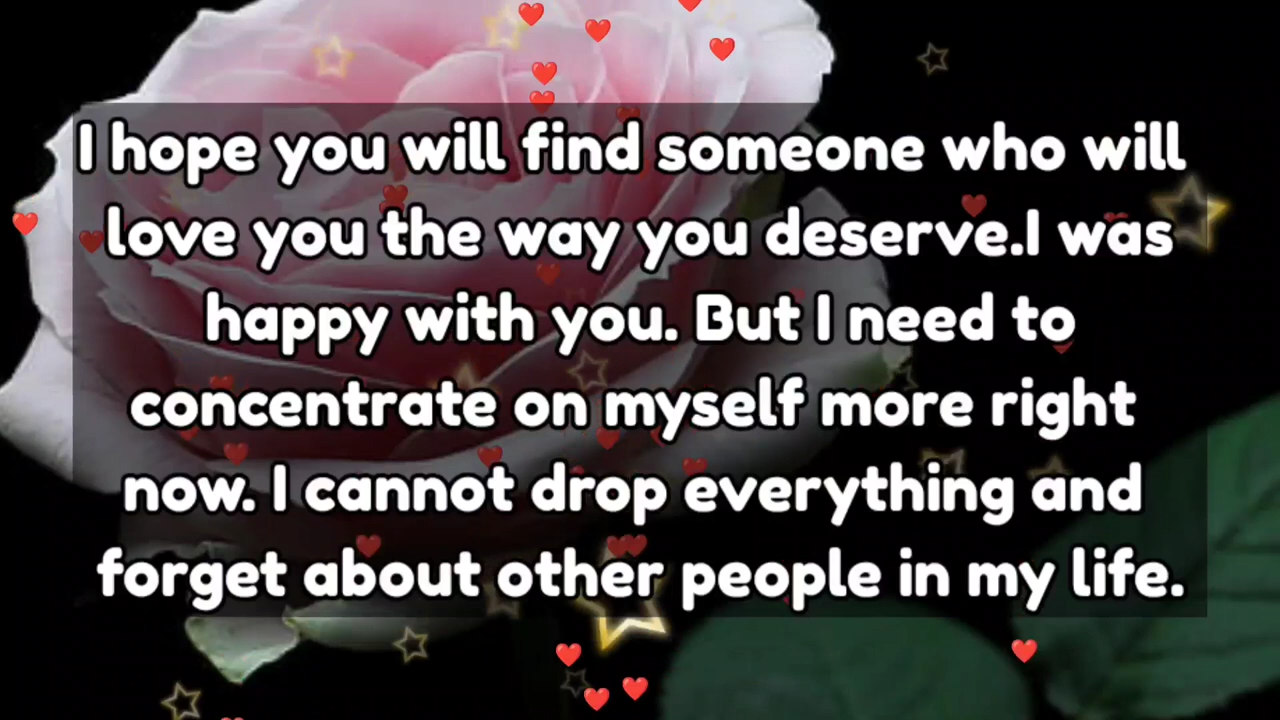 I hope you will find someone who will
love you the way you deserve.I was
happy with you. But I need to
concentrate on myself more right
now. I cannot drop everything and
forget about other people in my life.